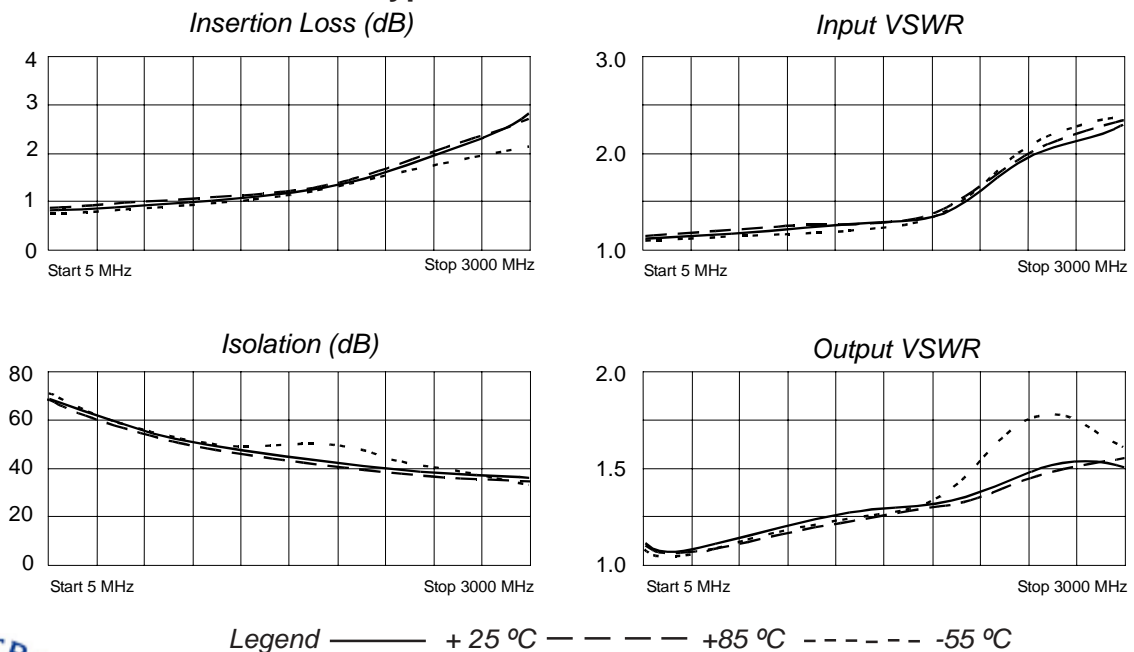 Insertion Loss (dB)
4
3
2
1
0
Start 5 MHz
Stop 3000 MHz
Input VSWR
3.0
2.0
1.0
Start 5 MHz
Stop 3000 MHz
Isolation (dB)
80
60
40
20
0
Start 5 MHz
Stop 3000 MHz
Output VSWR
2.0
1.5
1.0
Start 5 MHz
Stop 3000 MHz
Legend + 25 ºC +85 ºC -55 ºC